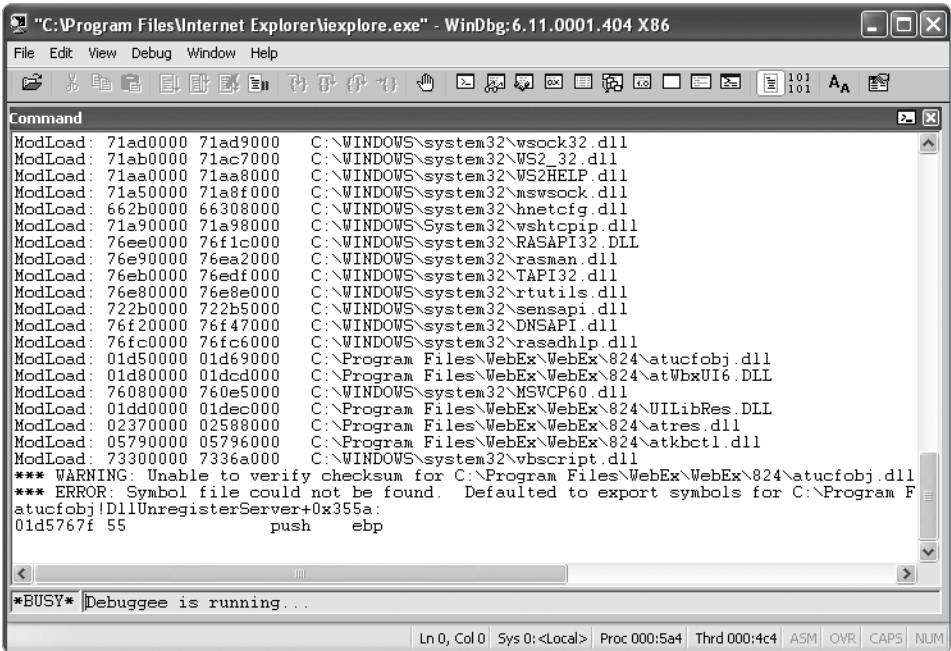 "C:\Program Files\Internet Explorer\iexplore.exe" - WinDbg:6.11.0001.404 X86
File Edit View Debug Window Help
101
101
AA
Command
ModLoad: 71ad0000 71ad9000 C:\WINDOWS\system32\wsock32.dll
ModLoad: 71ab0000 71ac7000 C:\WINDOWS\system32\WS2_32.dll
ModLoad: 71aa0000 71aa8000 C:\WINDOWS\system32\WS2HELP.dll
ModLoad: 71a50000 71a8f000 C:\WINDOWS\system32\mswsock.dll
ModLoad: 662b0000 66308000 C:\WINDOWS\system32\hnetcfg.dll
ModLoad: 71a90000 71a98000 C:\WINDOWS\System32\wshtcpip.dll
ModLoad: 76ee0000 76f1c000 C:\WINDOWS\system32\RASAPI32.DLL
ModLoad: 76e90000 76ea2000 C:\WINDOWS\system32\rasman.dll
ModLoad: 76eb0000 76edf000 C:\WINDOWS\system32\TAPI32.dll
ModLoad: 76e80000 76e8e000 C:\WINDOWS\system32\rtutils.dll
ModLoad: 722b0000 722b5000 C:\WINDOWS\system32\sensapi.dll
ModLoad: 76f20000 76f47000 C:\WINDOWS\system32\DNSAPI.dll
ModLoad: 76fc0000 76fc6000 C:\WINDOWS\system32\rasadhlp.dll
ModLoad: 01d50000 01d69000 C:\Program Files\WebEx\WebEx\824\atucfobj.dll
ModLoad: 01d80000 01dcd000 C:\Program Files\WebEx\WebEx\824\atWbxUI6.DLL
ModLoad: 76080000 760e5000 C:\WINDOWS\system32\MSVCP60.dll
ModLoad: 01dd0000 01dec000 C:\Program Files\WebEx\WebEx\824\UILibRes.DLL
ModLoad: 02370000 02588000 C:\Program Files\WebEx\WebEx\824\atres.dll
ModLoad: 05790000 05796000 C:\Program Files\WebEx\WebEx\824\atkbctl.dll
ModLoad: 73300000 7336a000 C:\WINDOWS\system32\vbscript.dll
*** WARNING: Unable to verify checksum for C:\Program Files\WebEx\WebEx\824\atucfobj.dll
*** ERROR: Symbol file could not be found. Defaulted to export symbols for C:\Program F
atucfobj!DllUnregisterServer+0x355a:
01d5767f 55 push ebp
*BUSY* Debuggee is running...
Ln 0, Col 0 Sys 0:<Local> Proc 000:5a4 Thrd 000:4c4 ASM OVR CAPS NUM